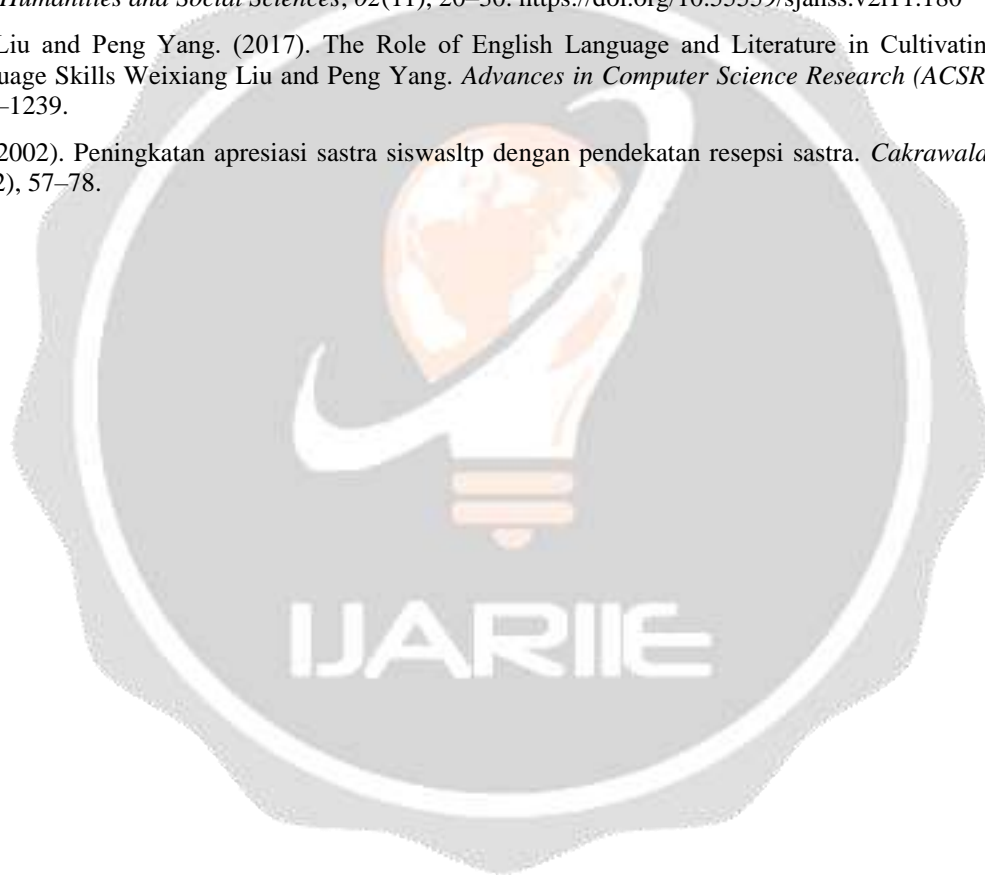 Humanities and Social Sciences, 02(11), 20–30. https://doi.org/10.55559/sjahss.v2i11.180
Liu and Peng Yang. (2017). The Role of English Language and Literature in Cultivatin
uage Skills Weixiang Liu and Peng Yang. Advances in Computer Science Research (ACSR
–1239.
2002). Peningkatan apresiasi sastra siswasltp dengan pendekatan resepsi sastra. Cakrawala
2), 57–78.
IJARIIE